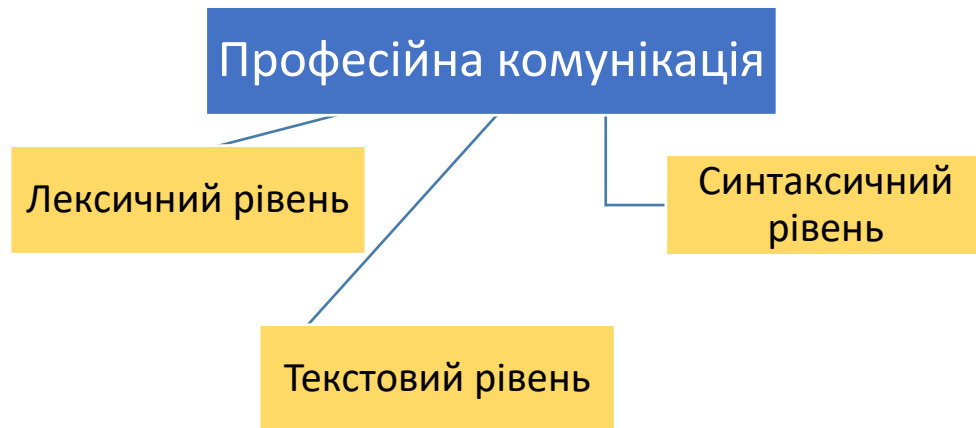 Професійна комунікація
Лексичний рівень
Синтаксичний
рівень
Текстовий рівень